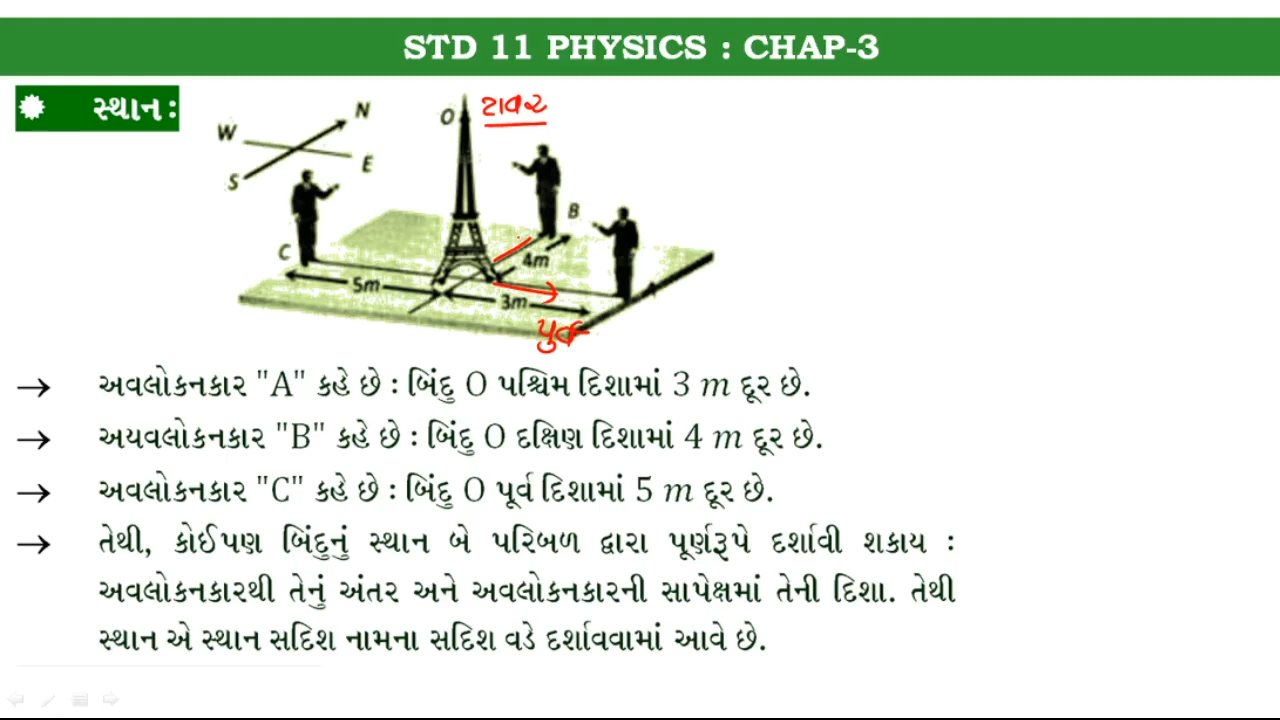 STD 11 PHYSICS : CHAP-3
સ્થાન :
N
W
E
S
O
ટાવર
B
C
4m
5m
3m
પુર્વ
→ અવલોકનકાર "A" કહે છે : બિંદુ O પશ્ચિમ દિશામાં 3 m દૂર છે.
→ અયવલોકનકાર "B" કહે છે : બિંદુ O દક્ષિણ દિશામાં 4 m દૂર છે.
→ અવલોકનકાર "C" કહે છે : બિંદુ O પૂર્વ દિશામાં 5 m દૂર છે.
→ તેથી, કોઈપણ બિંદુનું સ્થાન બે પરિબળ દ્વારા પૂર્ણરૂપે દર્શાવી શકાય :
અવલોકનકારથી તેનું અંતર અને અવલોકનકારની સાપેક્ષમાં તેની દિશા. તેથી
સ્થાન એ સ્થાન સદિશ નામના સદિશ વડે દર્શાવવામાં આવે છે.